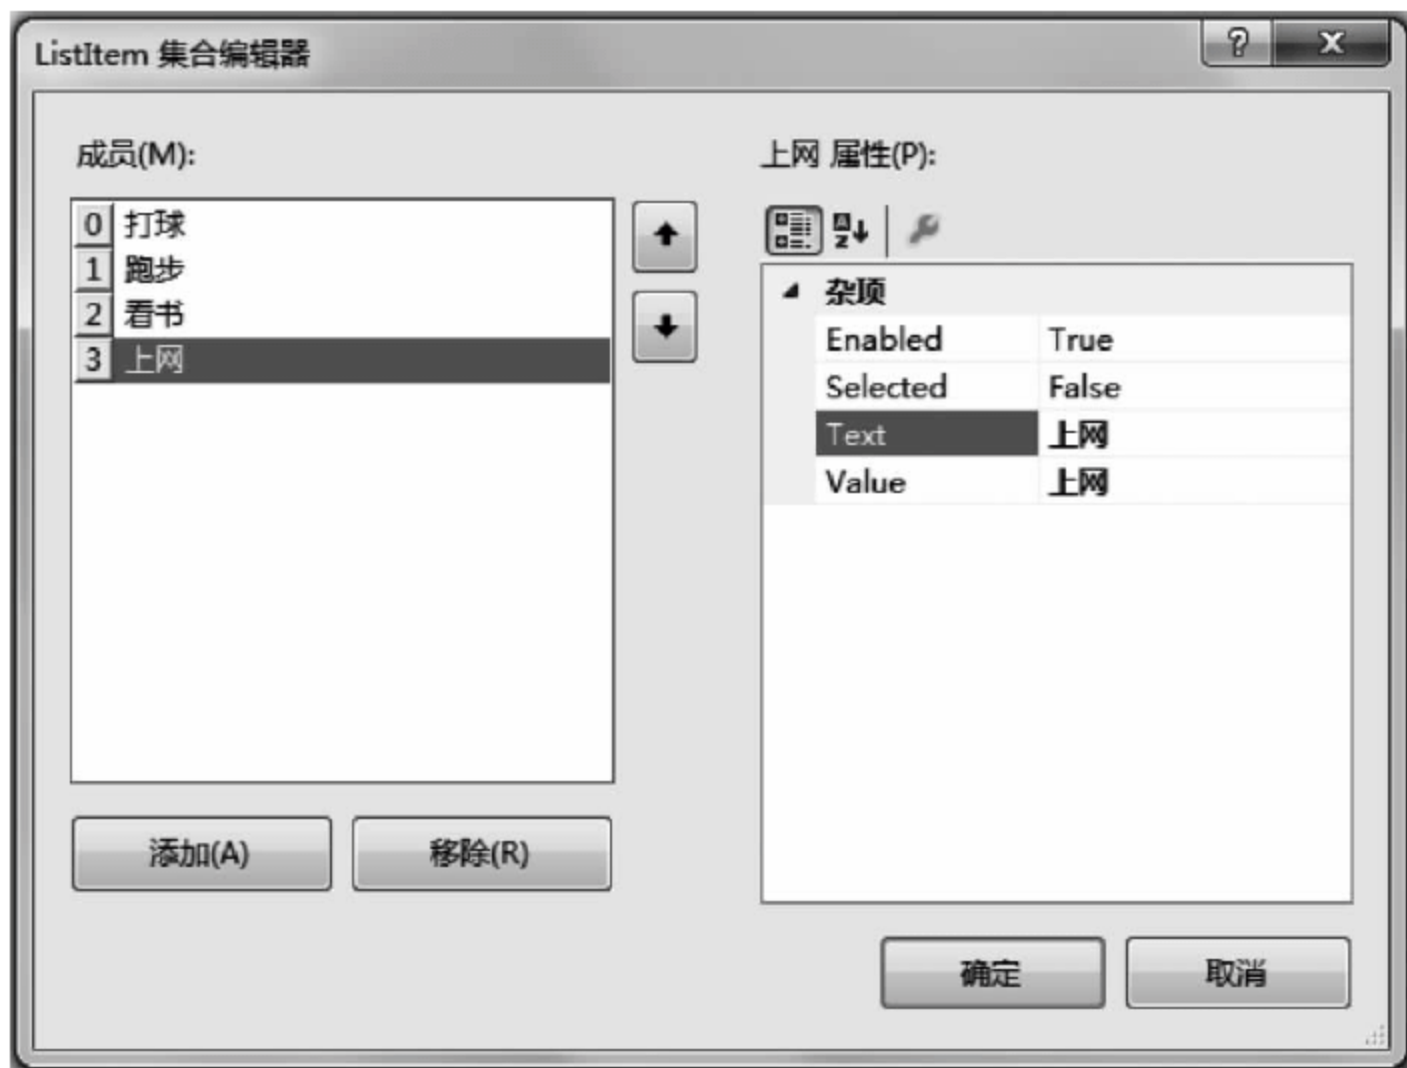 ListItem 集合编辑器
成员(M):
0 打球
1 跑步
2 看书
3 上网
添加(A)
移除(R)
上网 属性(P):
杂项
Enabled True
Selected False
Text 上网
Value 上网
确定
取消